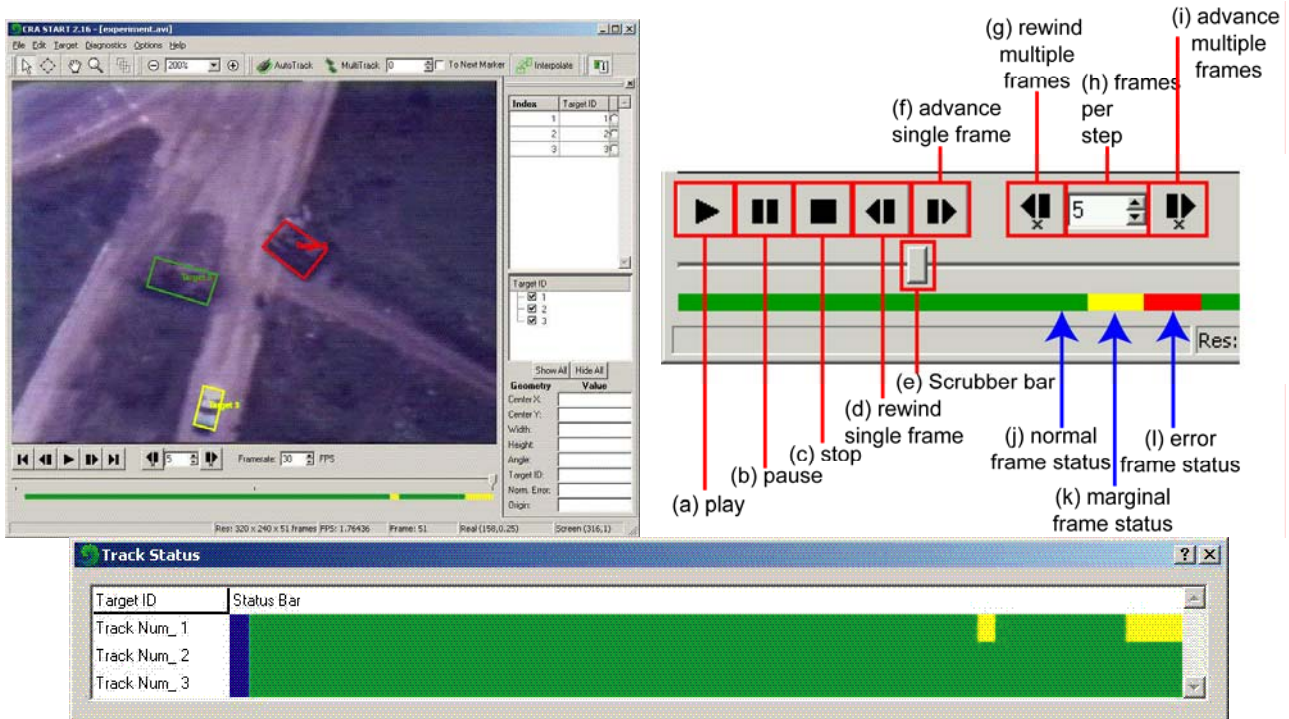 CRA START 2.16 - [experiment.avi]
File Edit Target Diagnostics Options Help
200% AutoTrack MultiTrack 0 To Next Marker Interpolate
Index Target ID
1 1
2 2
3 3
Target
Target 3
Target ID
1
2
3
Show All Hide All
Geometry Value
Center X:
Center Y:
Width:
Height:
Angle:
Target ID:
Norm. Error:
Origin:
5 Framerate: 30 FPS
Res: 320 x 240 x 51 frames FPS: 1.76436 Frame: 51 Real (158,0.25) Screen (316,1)
(g) rewind
multiple
frames
(i) advance
multiple
frames
(h) frames
per
step
(f) advance
single frame
5
x
x
Res:
(e) Scrubber bar
(d) rewind
single frame
(c) stop
(b) pause
(a) play
(j) normal
frame status
(l) error
frame status
(k) marginal
frame status
Track Status
Target ID Status Bar
Track Num_ 1
Track Num_ 2
Track Num_ 3